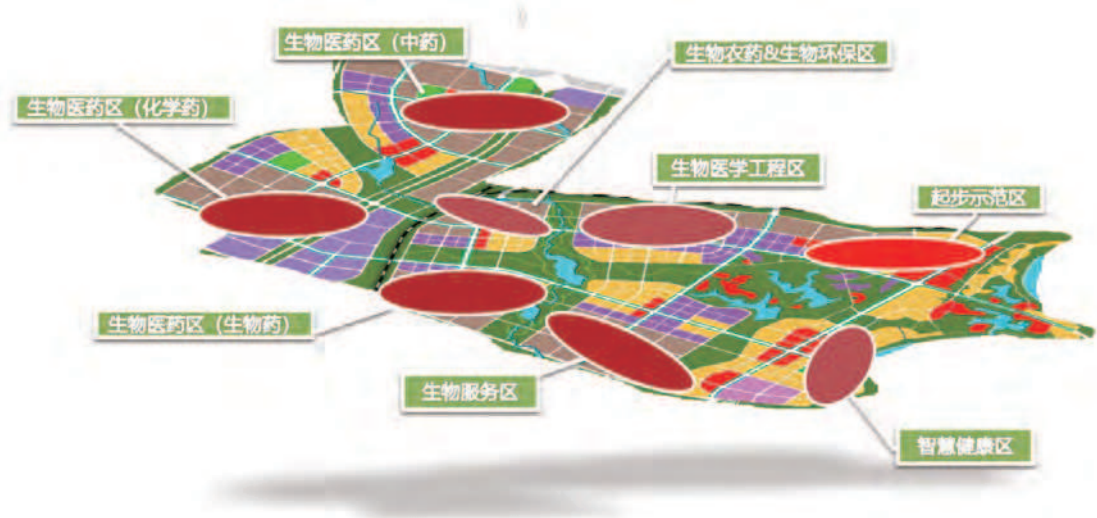 生物医药区（中药）
生物农药&生物环保区
生物医药区（化学药）
生物医学工程区
起步示范区
生物医药区（生物药）
生物服务区
智慧健康区